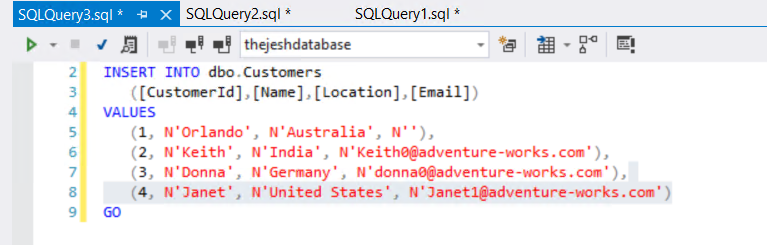 SQLQuery3.sql * SQLQuery2.sql * SQLQuery1.sql *
thejeshdatabase
2 INSERT INTO dbo.Customers
3 ([CustomerId],[Name],[Location],[Email])
4 VALUES
5 (1, N'Orlando', N'Australia', N''),
6 (2, N'Keith', N'India', N'Keith0@adventure-works.com'),
7 (3, N'Donna', N'Germany', N'donna0@adventure-works.com'),
8 (4, N'Janet', N'United States', N'Janet1@adventure-works.com')
9 GO